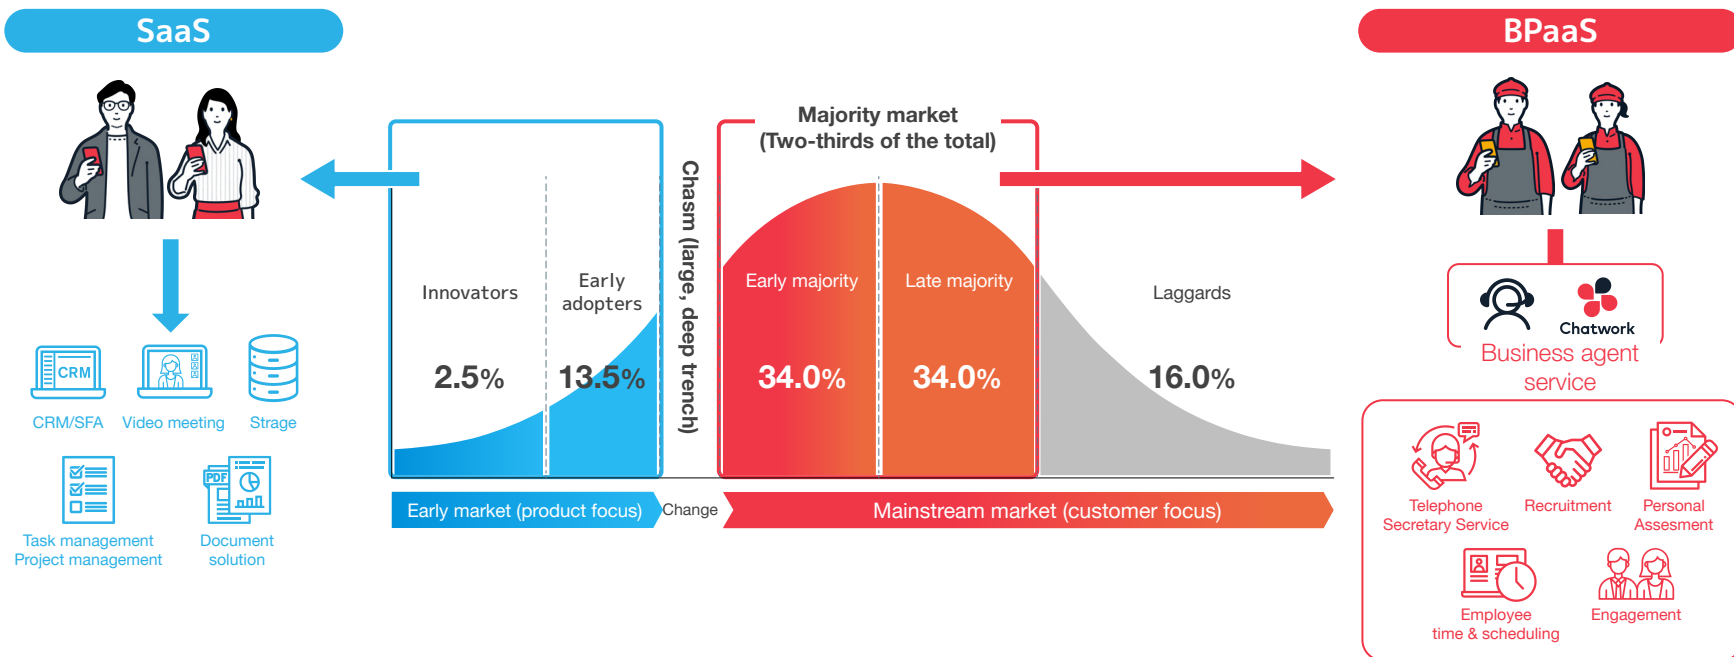 SaaS
BPaaS
Majority market
(Two-thirds of the total)
Chasm (large, deep trench)
Innovators
2.5%
Early
adopters
13.5%
Early majority
34.0%
Late majority
34.0%
Laggards
16.0%
Early market (product focus)
Change
Mainstream market (customer focus)
CRM
CRM/SFA
Video meeting
Strage
Task management
Project management
PDF
Document
solution
Chatwork
Business agent
service
Telephone
Secretary Service
Recruitment
Personal
Assesment
Employee
time & scheduling
Engagement